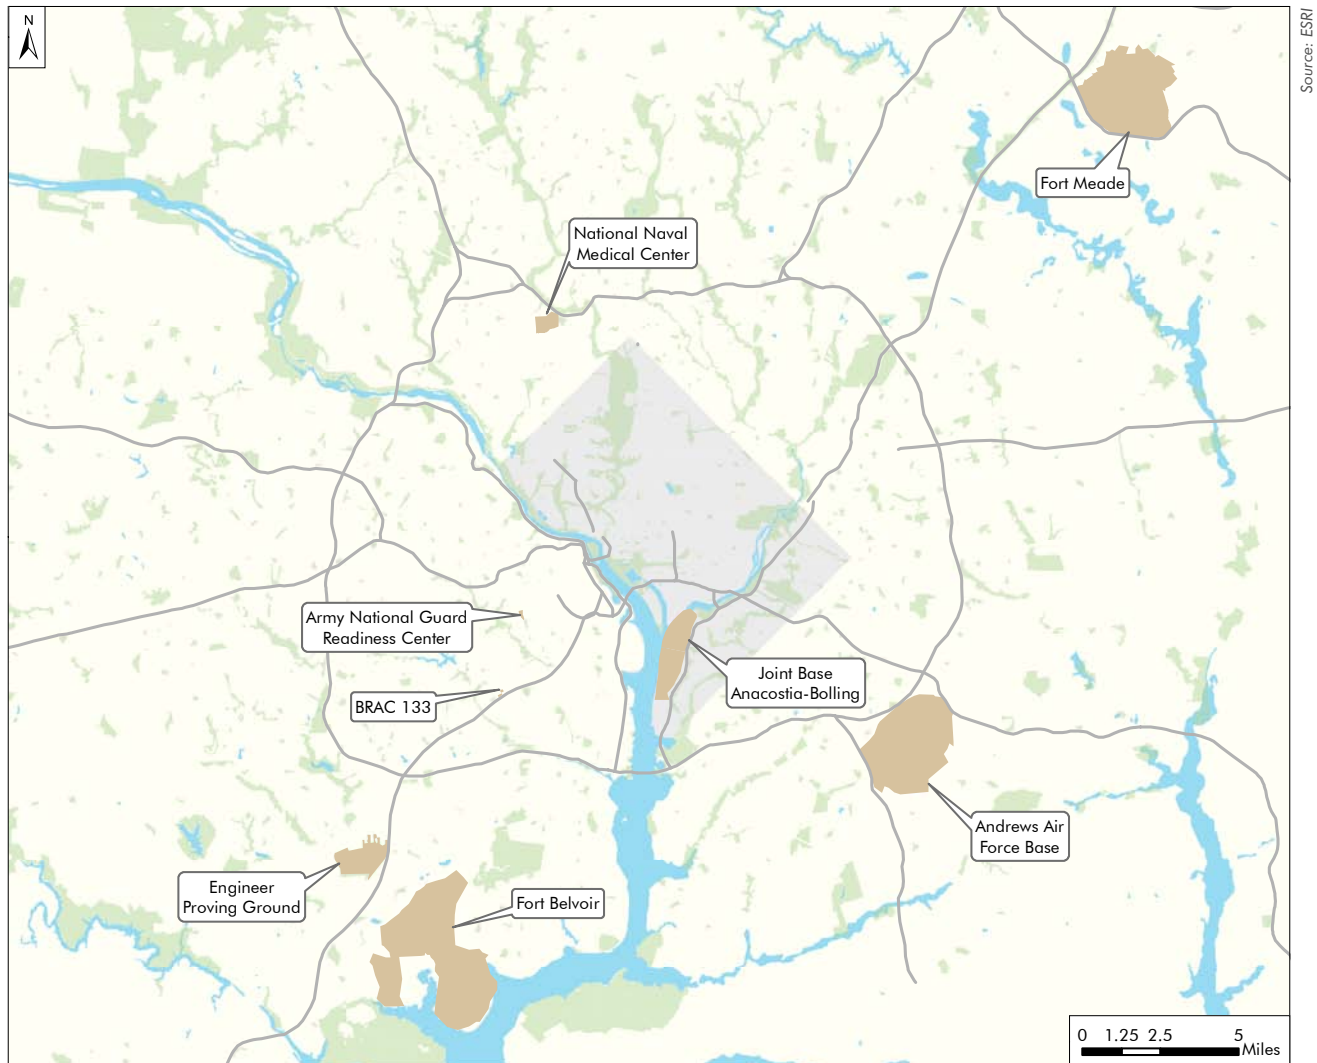 N
Source: ESRI
Fort Meade
National Naval
Medical Center
Army National Guard
Readiness Center
Joint Base
Anacostia-Bolling
BRAC 133
Andrews Air
Force Base
Engineer
Proving Ground
Fort Belvoir
0 1.25 2.5 5
Miles